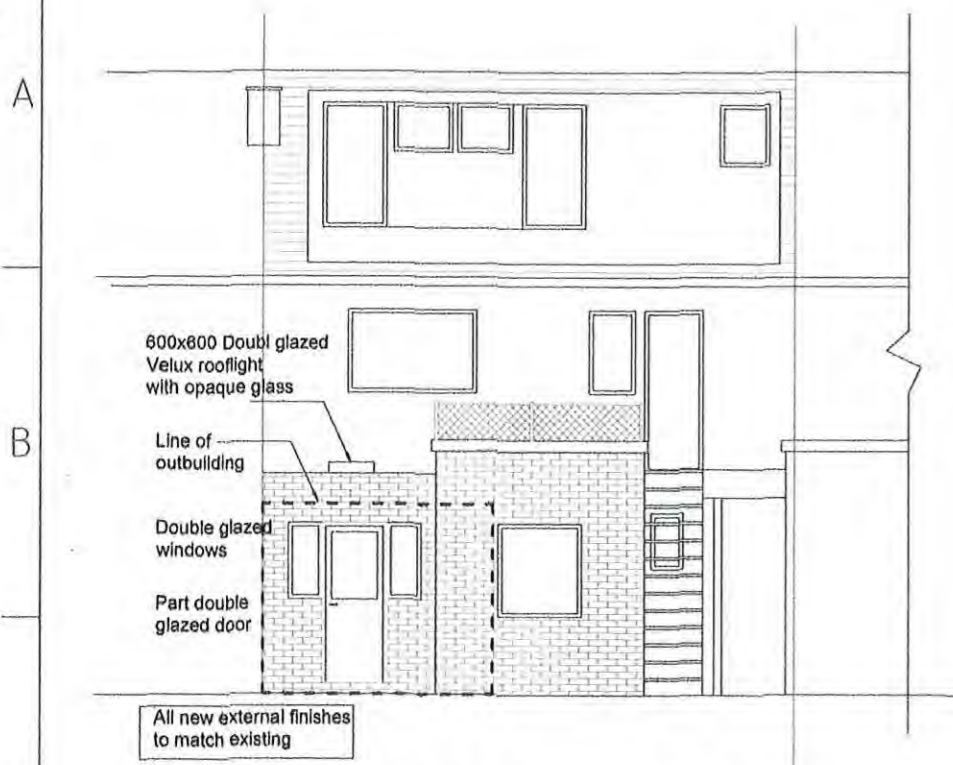 A
600x600 Doubl glazed
Velux rooflight
with opaque glass
Line of
outbuilding
B
Double glazed
windows
Part double
glazed door
All new external finishes
to match existing